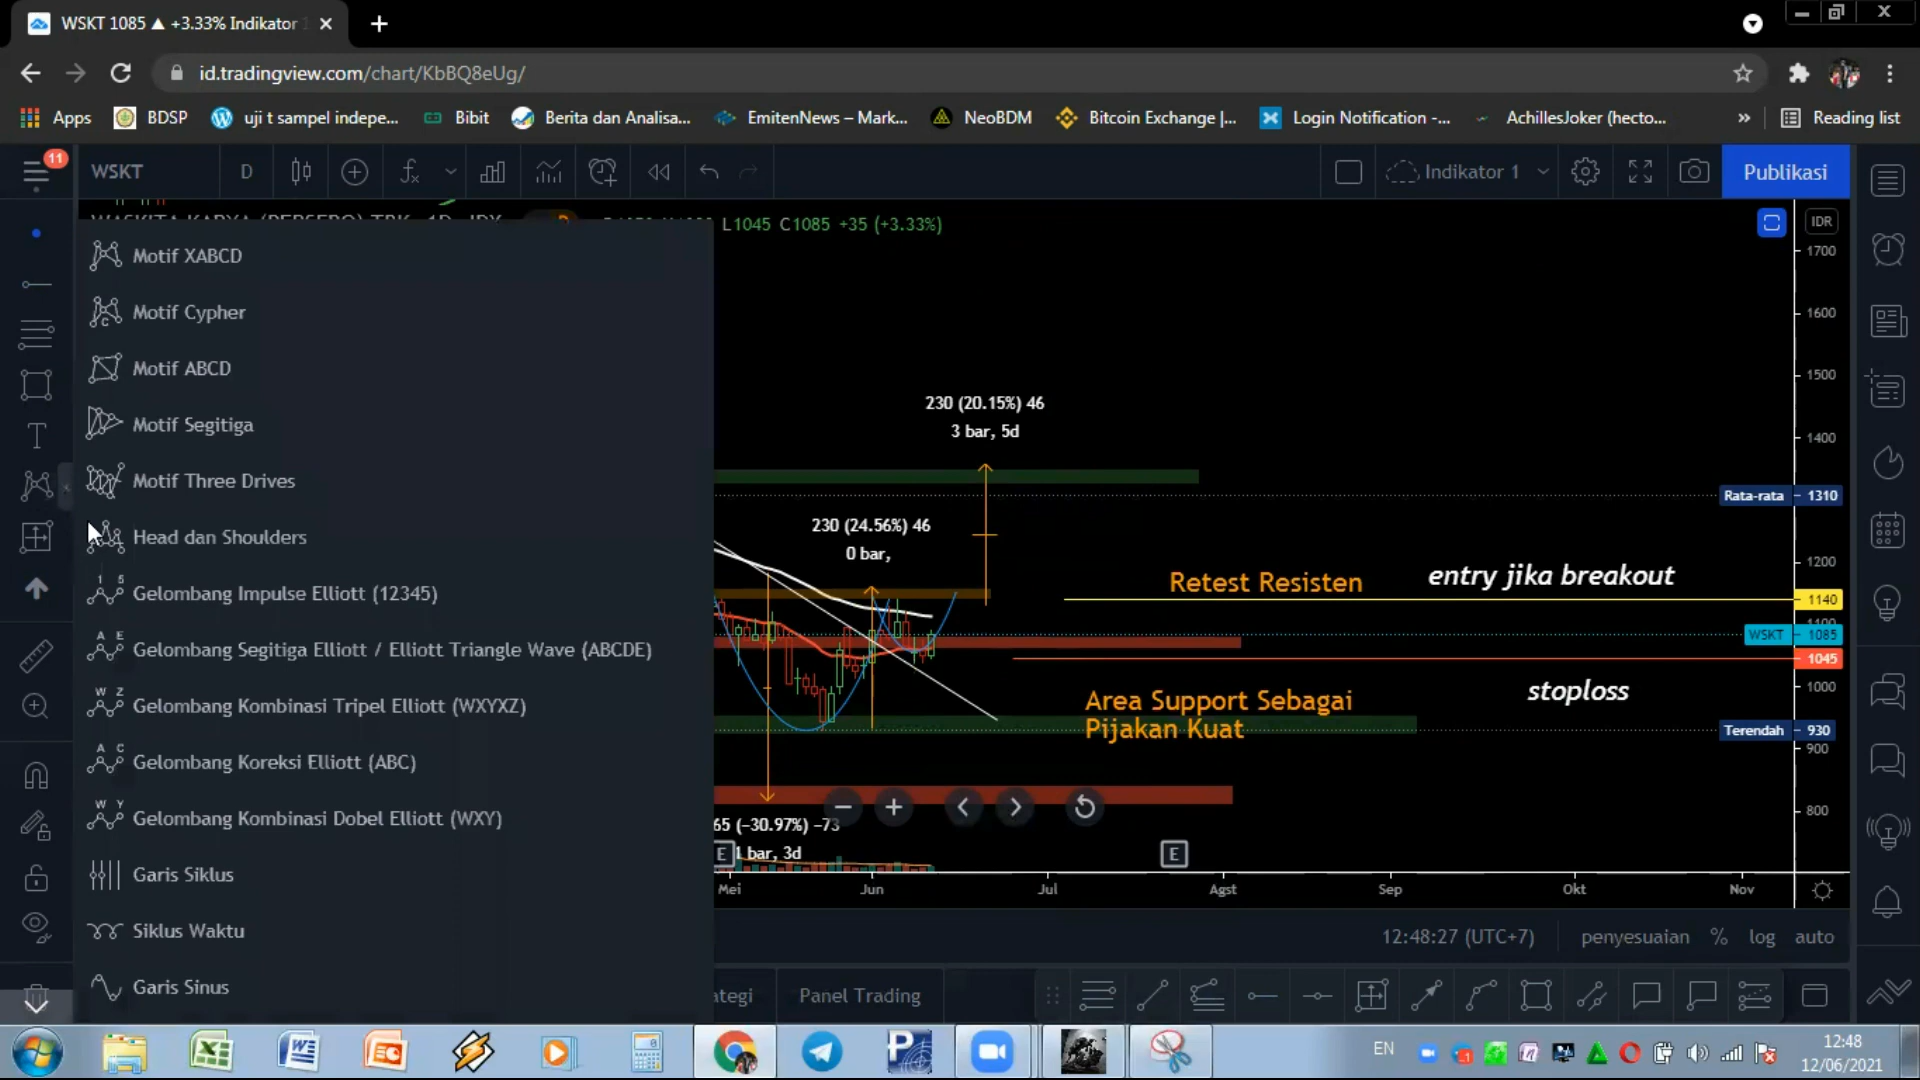 WSKT 1085 ▲ +3.33% Indikator
id.tradingview.com/chart/KbBQ8eUg/
Apps
BDSP
uji t sampel indepe...
Bibit
Berita dan Analisa...
EmitenNews – Mark...
NeoBDM
Bitcoin Exchange |...
Login Notification -...
AchillesJoker (hecto...
»
Reading list
11
WSKT
D
Indikator 1
Publikasi
L1045 C1085 +35 (+3.33%)
IDR
Motif XABCD
Motif Cypher
Motif ABCD
Motif Segitiga
Motif Three Drives
Head dan Shoulders
Gelombang Impulse Elliott (12345)
Gelombang Segitiga Elliott / Elliott Triangle Wave (ABCDE)
Gelombang Kombinasi Tripel Elliott (WXYXZ)
Gelombang Koreksi Elliott (ABC)
Gelombang Kombinasi Dobel Elliott (WXY)
Garis Siklus
Siklus Waktu
Garis Sinus
230 (20.15%) 46
3 bar, 5d
230 (24.56%) 46
0 bar,
Retest Resisten
entry jika breakout
Area Support Sebagai
Pijakan Kuat
stoploss
65 (−30.97%) −73
1 bar, 3d
E
E
1700
1600
1500
1400
Rata-rata 1310
1200
1140
1100
WSKT 1085
1045
1000
Terendah 930
900
800
Mei
Jun
Jul
Agst
Sep
Okt
Nov
12:48:27 (UTC+7)
penyesuaian
%
log
auto
ategi
Panel Trading
EN
12:48
12/06/2021